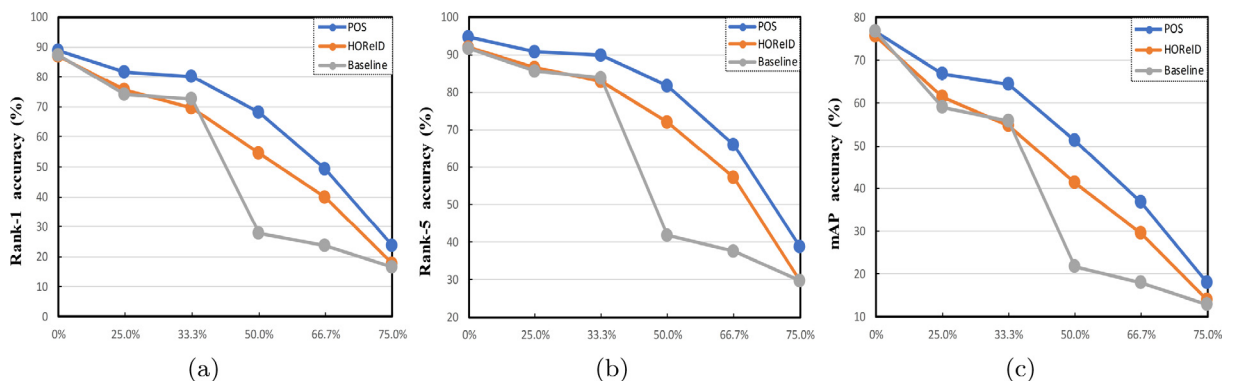 Rank-1 accuracy (%)
100
90
80
70
60
50
40
30
20
10
0
POS
HOReID
Baseline
0% 25.0% 33.3% 50.0% 66.7% 75.0%
(a)
Rank-5 accuracy (%)
100
90
80
70
60
50
40
30
20
POS
HOReID
Baseline
0% 25.0% 33.3% 50.0% 66.7% 75.0%
(b)
mAP accuracy (%)
80
70
60
50
40
30
20
10
POS
HOReID
Baseline
0% 25.0% 33.3% 50.0% 66.7% 75.0%
(c)